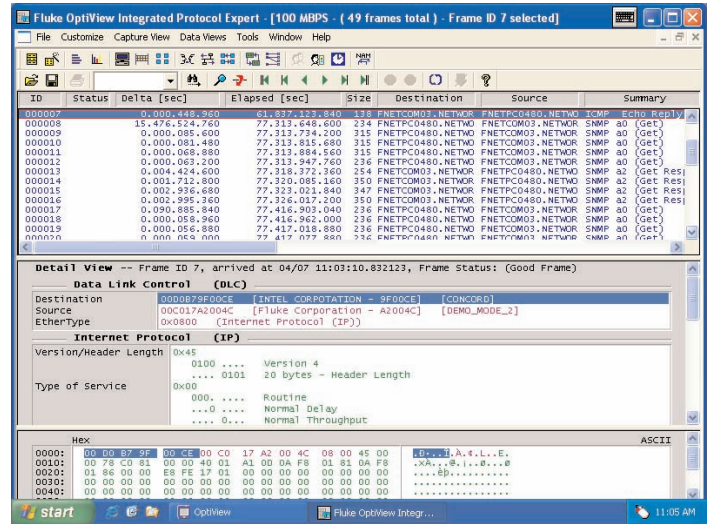 Fluke OptiView Integrated Protocol Expert - [100 MBPS - ( 49 frames total ) - Frame ID 7 selected]
File Customize Capture View Data Views Tools Window Help
ID Status Delta [sec] Elapsed [sec] Size Destination Source Summary
000007 0.000.448.960 61.837.123.840 138 FNETCOM03.NETWOR FNETPC0480.NETWO ICMP Echo Reply
000008 15.476.524.760 77.313.648.600 234 FNETPC0480.NETWO FNETCOM03.NETWOR SNMP a0 (Get)
000009 0.000.085.600 77.313.734.200 315 FNETPC0480.NETWO FNETCOM03.NETWOR SNMP a0 (Get)
000010 0.000.081.480 77.313.815.680 315 FNETPC0480.NETWO FNETCOM03.NETWOR SNMP a0 (Get)
000011 0.000.068.880 77.313.884.560 315 FNETPC0480.NETWO FNETCOM03.NETWOR SNMP a0 (Get)
000012 0.000.063.200 77.313.947.760 236 FNETPC0480.NETWO FNETCOM03.NETWOR SNMP a0 (Get)
000013 0.004.424.600 77.318.372.360 254 FNETCOM03.NETWOR FNETPC0480.NETWO SNMP a2 (Get Res
000014 0.001.712.800 77.320.085.160 350 FNETCOM03.NETWOR FNETPC0480.NETWO SNMP a2 (Get Res
000015 0.002.936.680 77.323.021.840 347 FNETCOM03.NETWOR FNETPC0480.NETWO SNMP a2 (Get Res
000016 0.002.995.360 77.326.017.200 350 FNETCOM03.NETWOR FNETPC0480.NETWO SNMP a2 (Get Res
000017 0.090.885.840 77.416.903.040 236 FNETPC0480.NETWO FNETCOM03.NETWOR SNMP a0 (Get)
000018 0.000.058.960 77.416.962.000 236 FNETPC0480.NETWO FNETCOM03.NETWOR SNMP a0 (Get)
000019 0.000.056.880 77.417.018.880 236 FNETPC0480.NETWO FNETCOM03.NETWOR SNMP a0 (Get)
000020 0.000.059.000 77.417.077.880 236 FNETPC0480.NETWO FNETCOM03.NETWOR SNMP a0 (Get)
Detail View -- Frame ID 7, arrived at 04/07 11:03:10.832123, Frame Status: (Good Frame)
Data Link Control (DLC)
Destination 00D0B79F00CE [INTEL CORPOTATION - 9F00CE] [CONCORD]
Source 00C017A2004C [Fluke Corporation - A2004C] [DEMO_MODE_2]
EtherType 0x0800 (Internet Protocol (IP))
Internet Protocol (IP)
Version/Header Length 0x45
0100 .... Version 4
.... 0101 20 bytes - Header Length
Type of Service 0x00
000. .... Routine
...0 .... Normal Delay
.... 0... Normal Throughput
Hex ASCII
0000: 00 D0 B7 9F 00 CE 00 C0 17 A2 00 4C 08 00 45 00 .Ð·..Î.À.¢.L..E.
0010: 00 78 C0 81 00 00 40 01 A1 0D 0A F8 01 81 0A F8 .xÀ...@.¡..ø...ø
0020: 01 86 00 00 E8 FE 17 01 00 00 00 00 00 00 00 00 ....èþ..........
0030: 00 00 00 00 00 00 00 00 00 00 00 00 00 00 00 00 ................
0040: 00 00 00 00 00 00 00 00 00 00 00 00 00 00 00 00 ................
start OptiView Fluke OptiView Integr... 11:05 AM